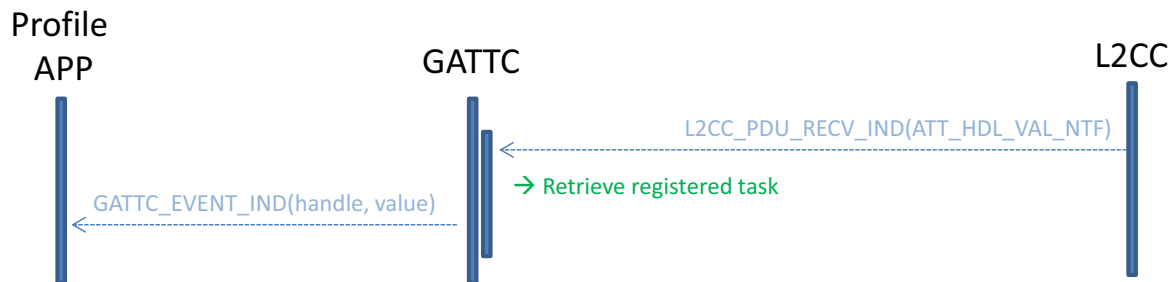 Profile
APP
GATTC
L2CC
L2CC_PDU_RECV_IND(ATT_HDL_VAL_NTF)
→ Retrieve registered task
GATTC_EVENT_IND(handle, value)